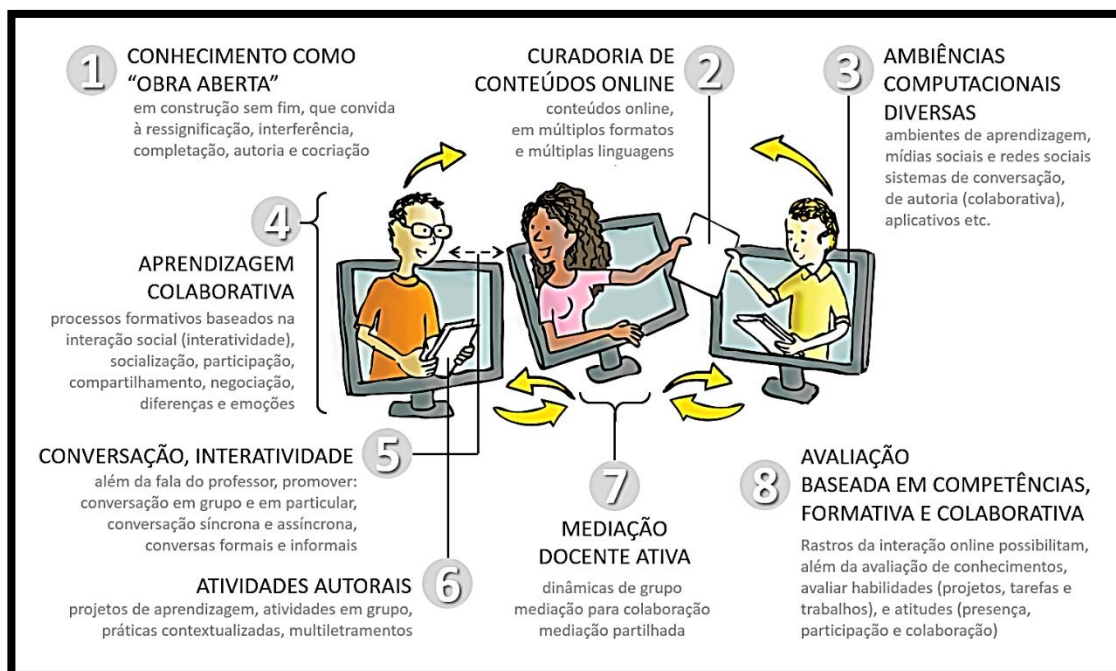 1
CONHECIMENTO COMO
“OBRA ABERTA”
em construção sem fim, que convida
à ressignificação, interferência,
completação, autoria e cocriação
CURADORIA DE
CONTEÚDOS ONLINE
conteúdos online,
em múltiplos formatos
e múltiplas linguagens
2
3
AMBIÊNCIAS
COMPUTACIONAIS
DIVERSAS
ambientes de aprendizagem,
mídias sociais e redes sociais
sistemas de conversação,
de autoria (colaborativa),
aplicativos etc.
4
APRENDIZAGEM
COLABORATIVA
processos formativos baseados na
interação social (interatividade),
socialização, participação,
compartilhamento, negociação,
diferenças e emoções
CONVERSAÇÃO, INTERATIVIDADE
5
além da fala do professor, promover:
conversação em grupo e em particular,
conversação síncrona e assíncrona,
conversas formais e informais
ATIVIDADES AUTORAIS
6
projetos de aprendizagem, atividades em grupo,
práticas contextualizadas, multiletramentos
7
MEDIAÇÃO
DOCENTE ATIVA
dinâmicas de grupo
mediação para colaboração
mediação partilhada
8
AVALIAÇÃO
BASEADA EM COMPETÊNCIAS,
FORMATIVA E COLABORATIVA
Rastros da interação online possibilitam,
além da avaliação de conhecimentos,
avaliar habilidades (projetos, tarefas e
trabalhos), e atitudes (presença,
participação e colaboração)